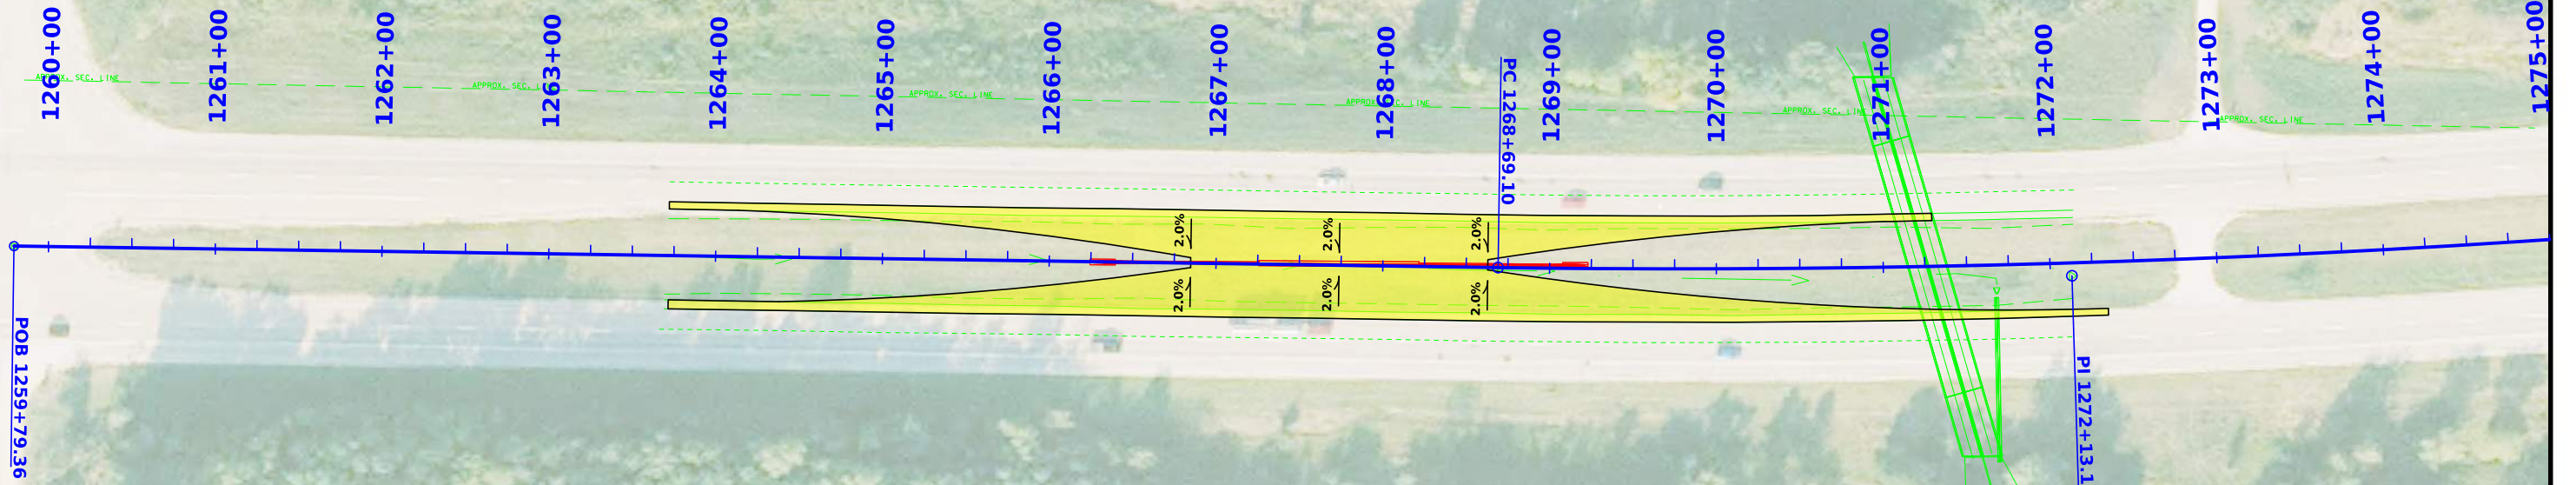 1260+00
1261+00
1262+00
1263+00
1264+00
1265+00
1266+00
1267+00
1268+00
PC 1268+69.10
1269+00
1270+00
1271+00
1272+00
1273+00
1274+00
1275+00
APPROX. SEC. LINE
APPROX. SEC. LINE
APPROX. SEC. LINE
APPROX. SEC. LINE
APPROX. SEC. LINE
APPROX. SEC. LINE
2.0%
2.0%
2.0%
2.0%
2.0%
2.0%
POB 1259+79.36
PI 1272+13.1